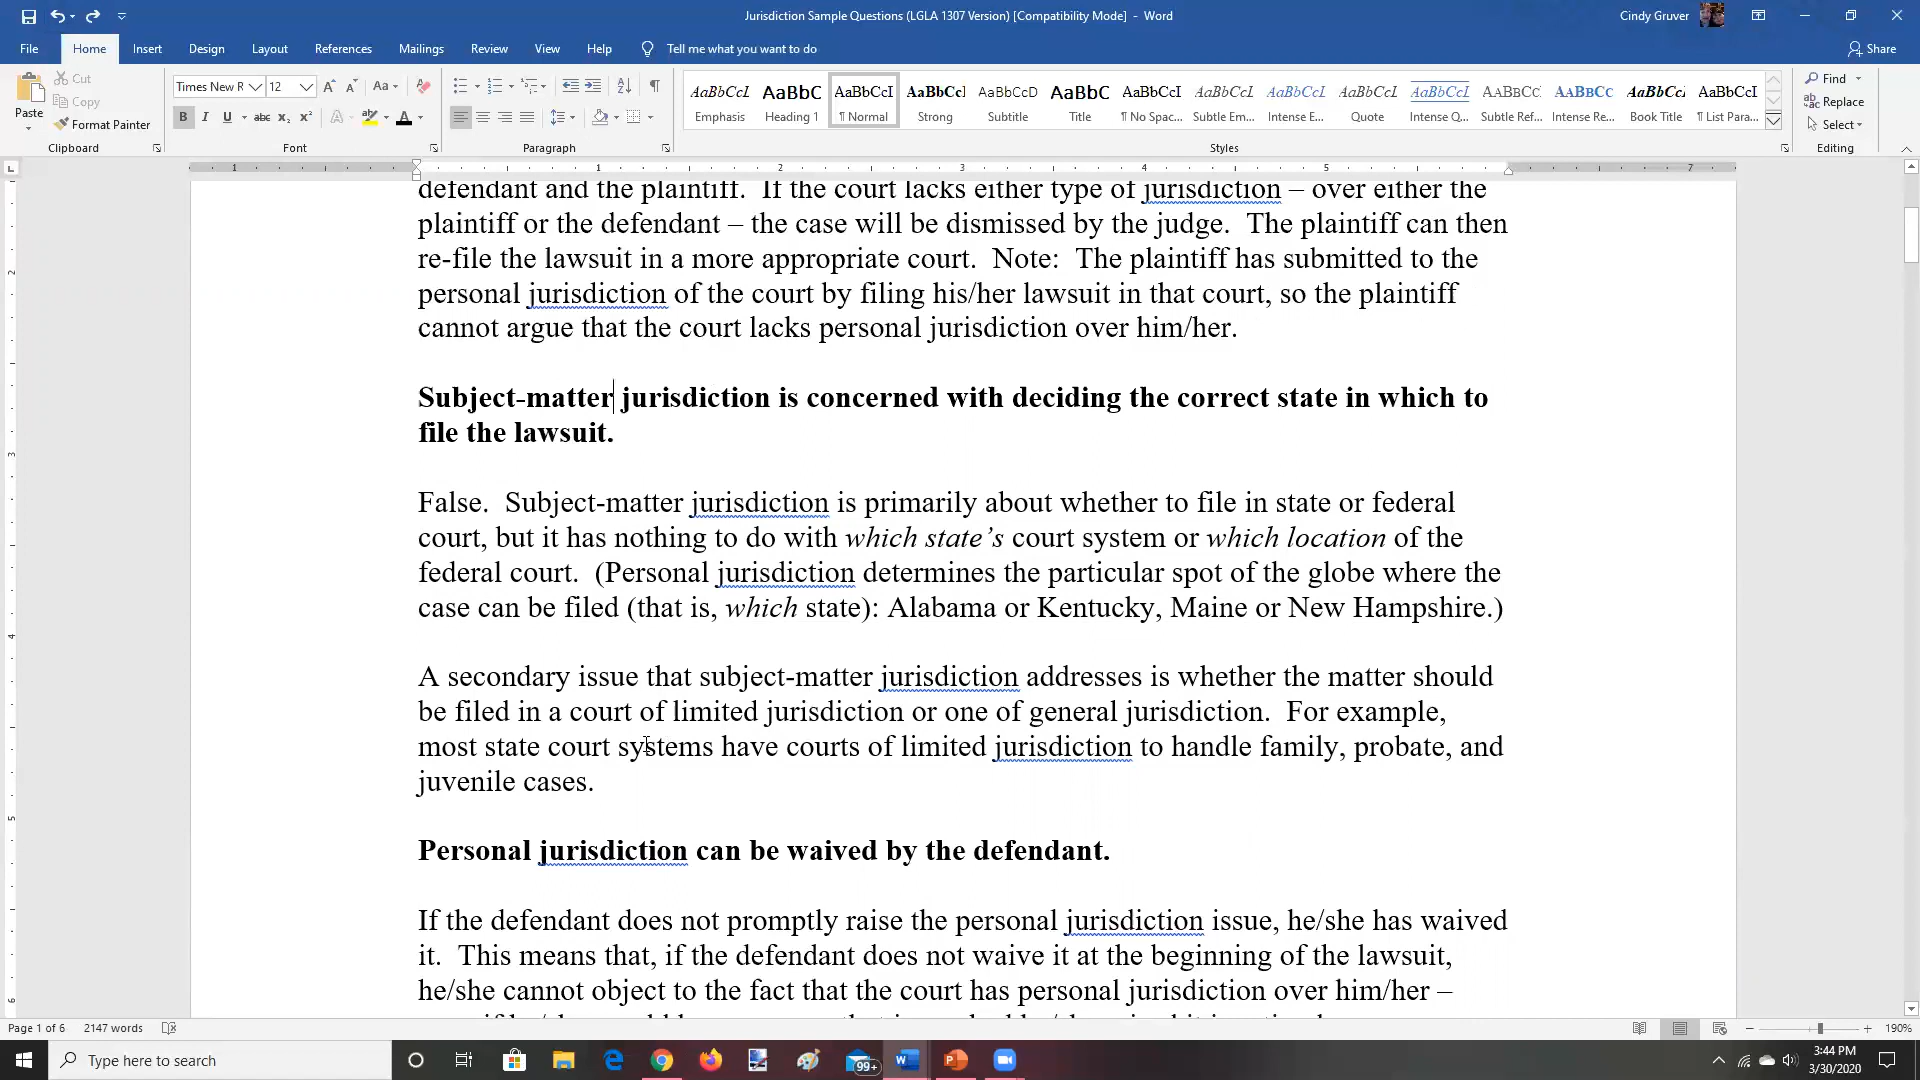 Jurisdiction Sample Questions (LGLA 1307 Version) [Compatibility Mode] - Word
Cindy Gruver
File Home Insert Design Layout References Mailings Review View Help Tell me what you want to do Share
Paste Cut Copy Format Painter
Times New R 12
AaBbCcL Emphasis
AaBbC Heading 1
AaBbCcI ¶ Normal
AaBbCcI Strong
AaBbCcD Subtitle
AaBbC Title
AaBbCcI ¶ No Spac...
AaBbCcL Subtle Em...
AaBbCcL Intense E...
AaBbCcL Quote
AaBbCcL Intense Q...
AaBbCc Subtle Ref...
AaBbCc Intense Re...
AaBbCcI Book Title
AaBbCcI ¶ List Para...
Find
Replace
Select
Clipboard Font Paragraph Styles Editing
1 1 2 3 4 5 7
defendant and the plaintiff. If the court lacks either type of jurisdiction – over either the
plaintiff or the defendant – the case will be dismissed by the judge. The plaintiff can then
re-file the lawsuit in a more appropriate court. Note: The plaintiff has submitted to the
personal jurisdiction of the court by filing his/her lawsuit in that court, so the plaintiff
cannot argue that the court lacks personal jurisdiction over him/her.
Subject-matter jurisdiction is concerned with deciding the correct state in which to
file the lawsuit.
False. Subject-matter jurisdiction is primarily about whether to file in state or federal
court, but it has nothing to do with which state’s court system or which location of the
federal court. (Personal jurisdiction determines the particular spot of the globe where the
case can be filed (that is, which state): Alabama or Kentucky, Maine or New Hampshire.)
A secondary issue that subject-matter jurisdiction addresses is whether the matter should
be filed in a court of limited jurisdiction or one of general jurisdiction. For example,
most state court systems have courts of limited jurisdiction to handle family, probate, and
juvenile cases.
Personal jurisdiction can be waived by the defendant.
If the defendant does not promptly raise the personal jurisdiction issue, he/she has waived
it. This means that, if the defendant does not waive it at the beginning of the lawsuit,
he/she cannot object to the fact that the court has personal jurisdiction over him/her –
Page 1 of 6 2147 words 190%
Type here to search
99+
3:44 PM
3/30/2020